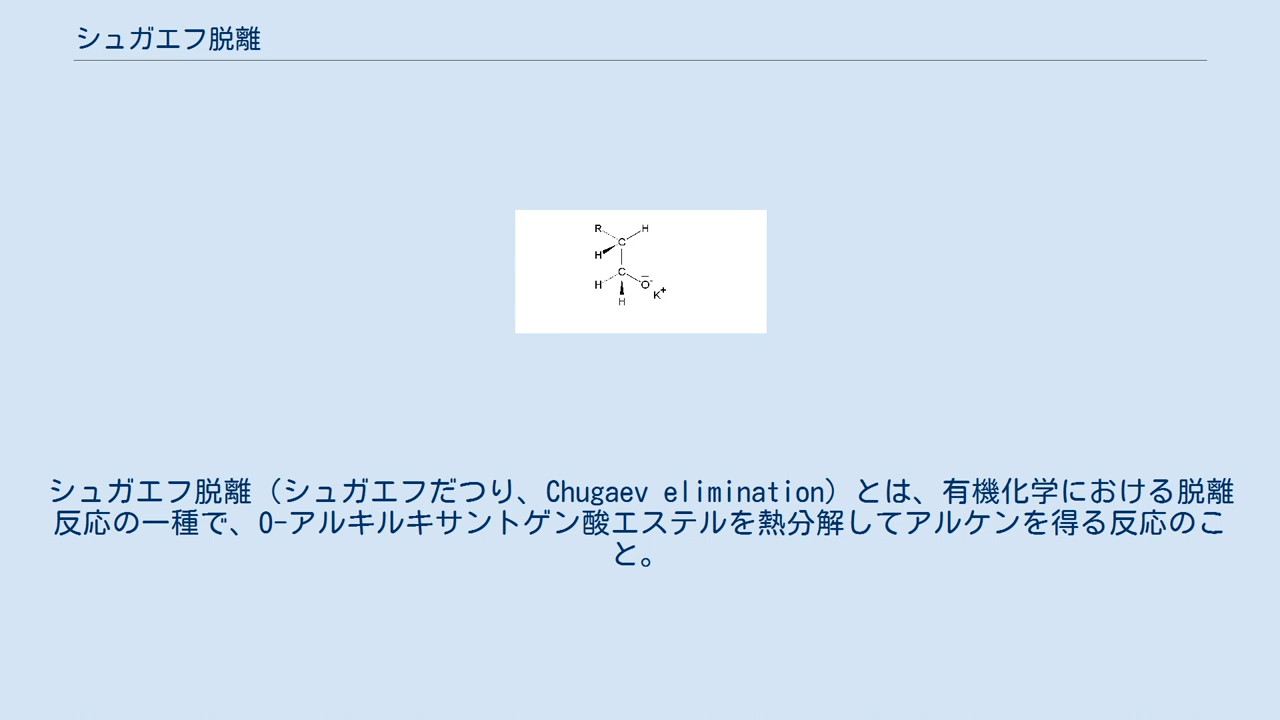 シュガエフ脱離
R H
C
H
C
H O-
K+
H
シュガエフ脱離（シュガエフだつり、Chugaev elimination）とは、有機化学における脱離
反応の一種で、O-アルキルキサントゲン酸エステルを熱分解してアルケンを得る反応のこ
と。